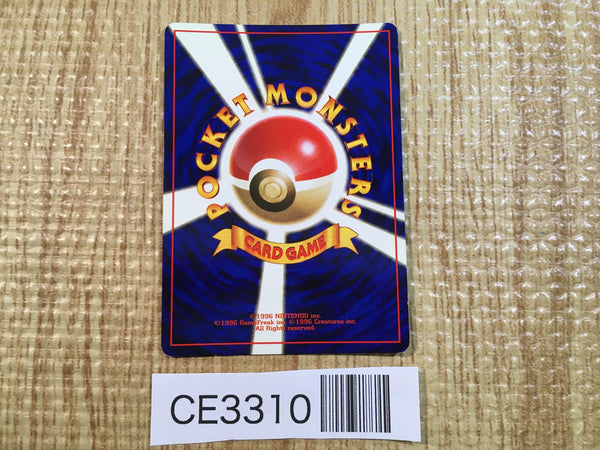 POCKET MONSTERS
CARD GAME
©1996 NINTENDO inc.
©1996 GameFreak inc. ©1996 Creatures inc.
All Rights reserved.
CE3310